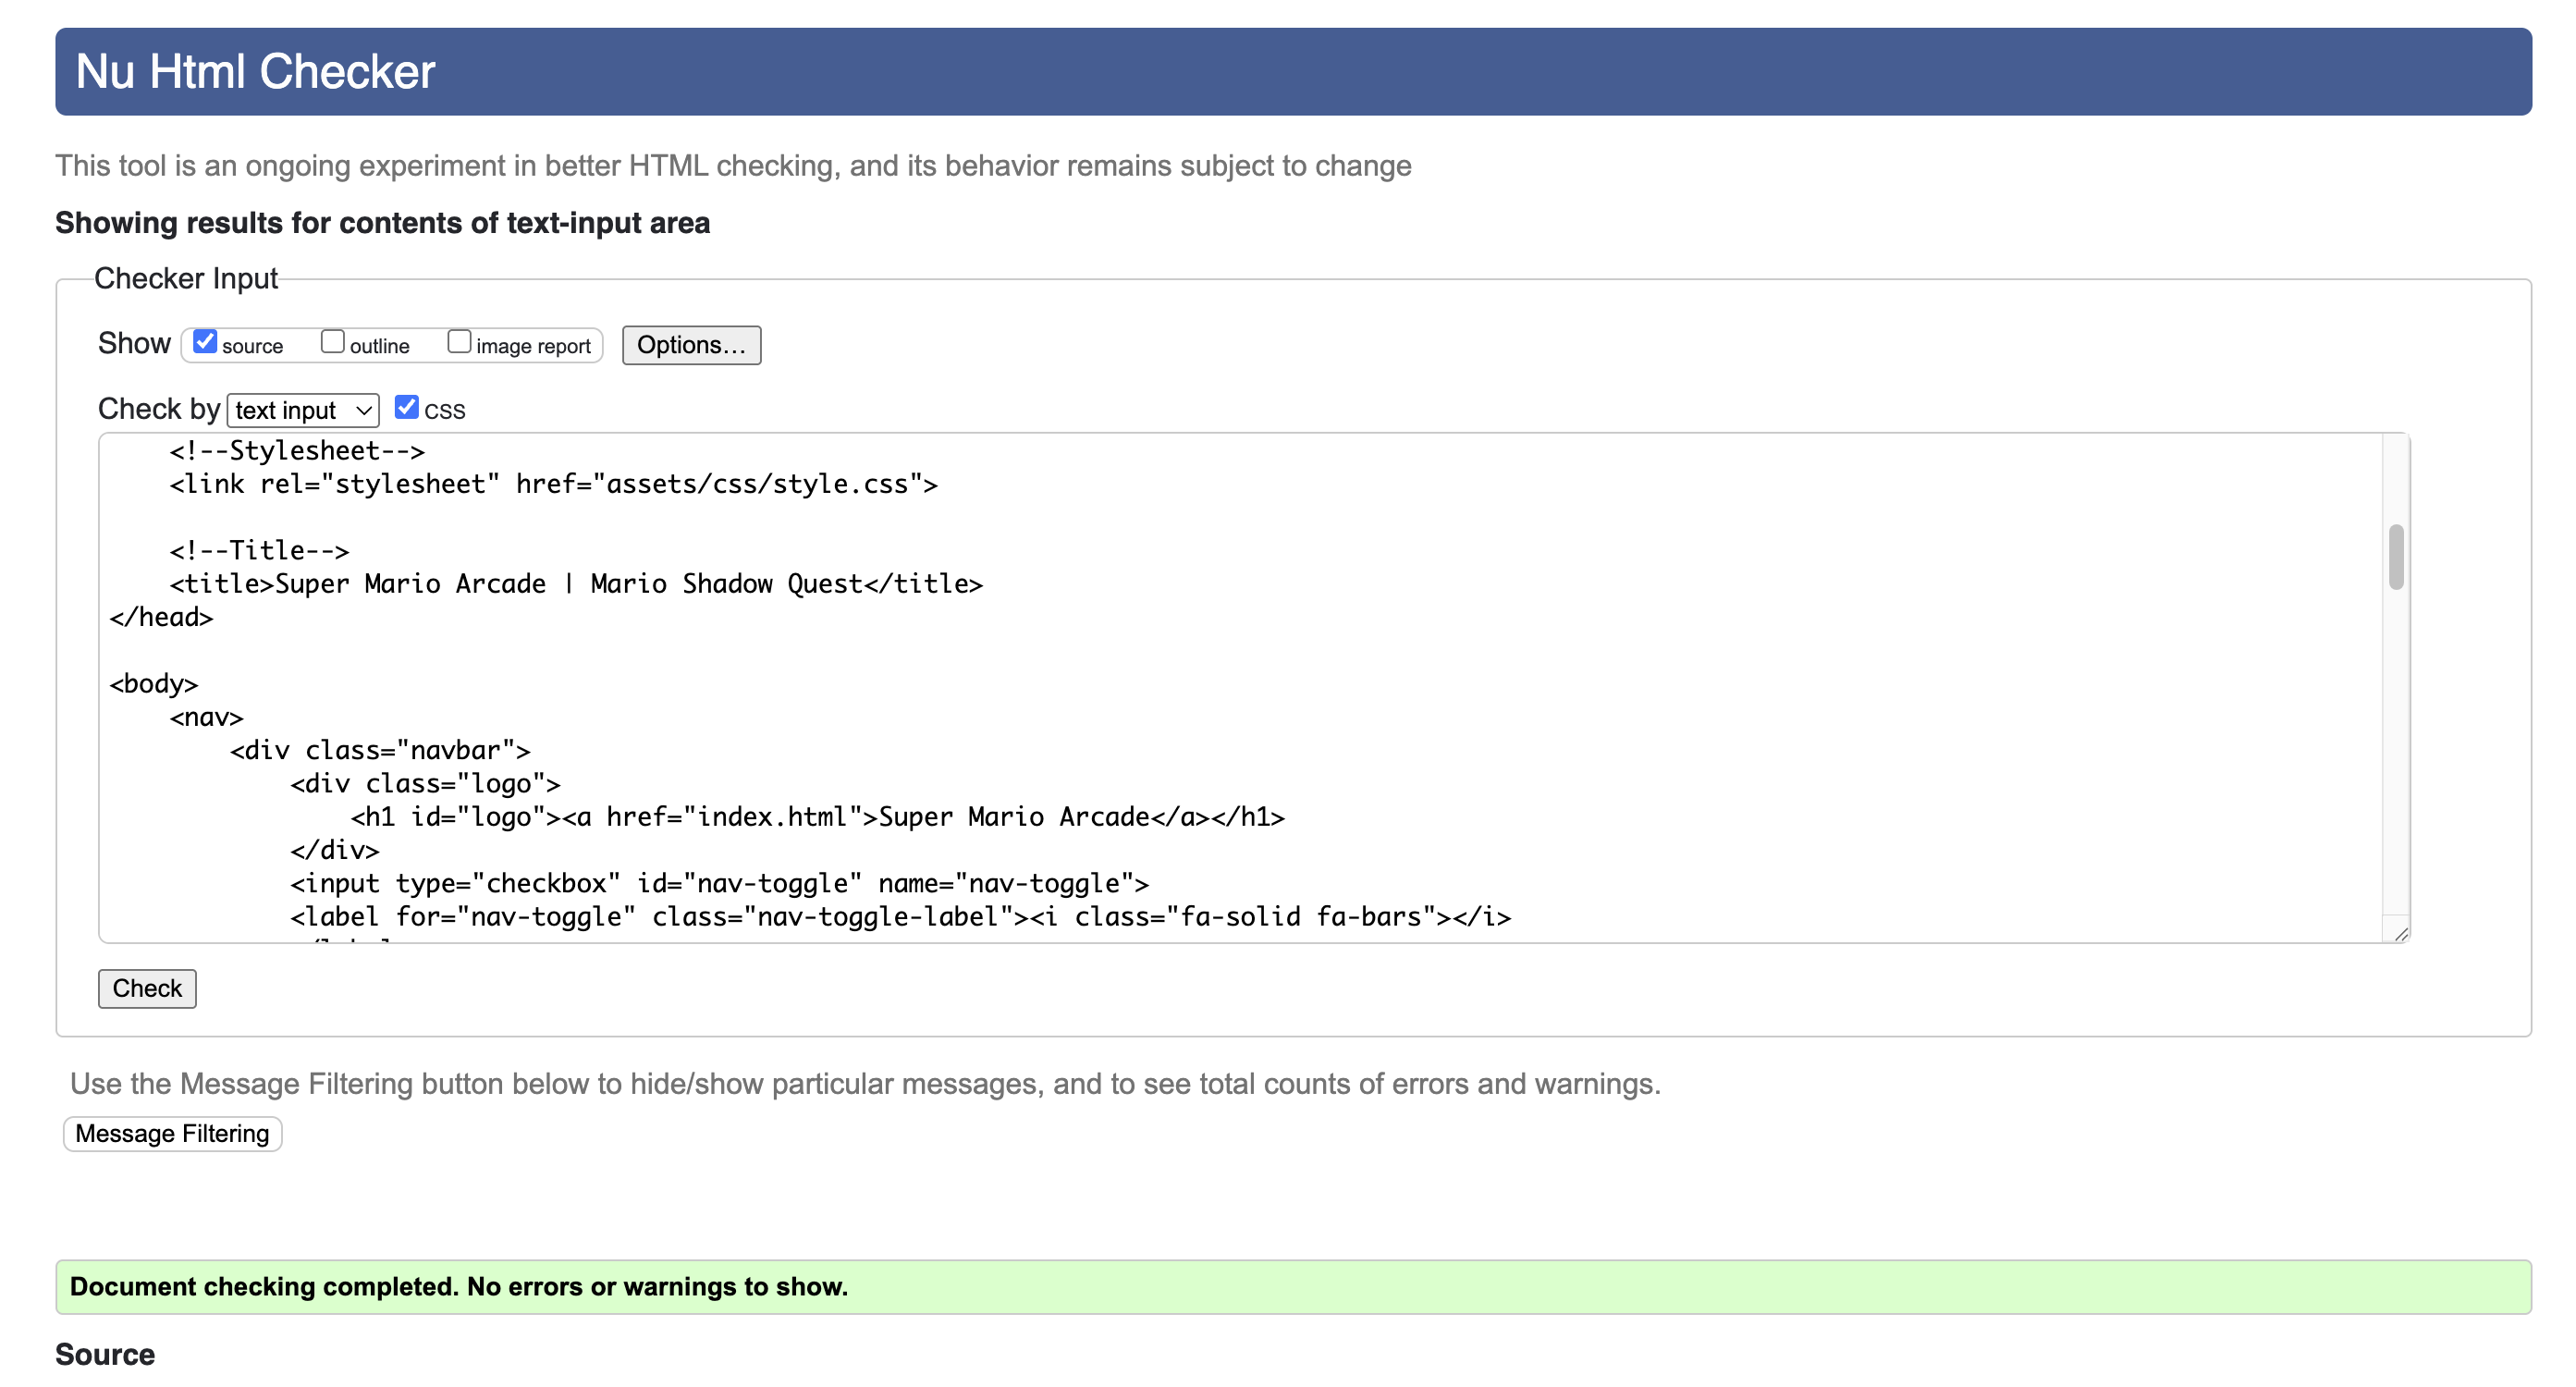 Nu Html Checker
This tool is an ongoing experiment in better HTML checking, and its behavior remains subject to change
Showing results for contents of text-input area
Checker Input
Show source outline image report Options...
Check by text input CSS
<!--Stylesheet-->
<link rel="stylesheet" href="assets/css/style.css">
<!--Title-->
<title>Super Mario Arcade | Mario Shadow Quest</title>
</head>
<body>
<nav>
<div class="navbar">
<div class="logo">
<h1 id="logo"><a href="index.html">Super Mario Arcade</a></h1>
</div>
<input type="checkbox" id="nav-toggle" name="nav-toggle">
<label for="nav-toggle" class="nav-toggle-label"><i class="fa-solid fa-bars"></i>
Check
Use the Message Filtering button below to hide/show particular messages, and to see total counts of errors and warnings.
Message Filtering
Document checking completed. No errors or warnings to show.
Source